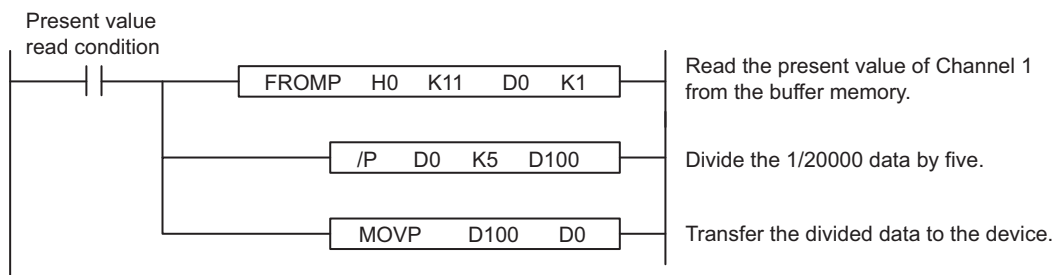 Present value
read condition
FROMP H0 K11 D0 K1
Read the present value of Channel 1
from the buffer memory.
/P D0 K5 D100
Divide the 1/20000 data by five.
MOVP D100 D0
Transfer the divided data to the device.